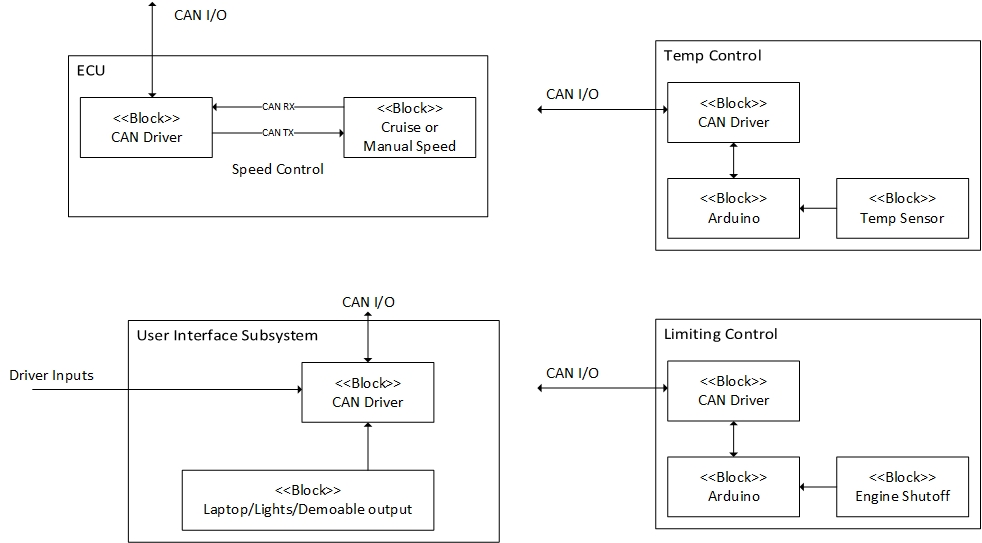 CAN I/O
ECU
<<Block>>
CAN Driver
CAN RX
CAN TX
<<Block>>
Cruise or
Manual Speed
Speed Control
Temp Control
CAN I/O
<<Block>>
CAN Driver
<<Block>>
Arduino
<<Block>>
Temp Sensor
CAN I/O
User Interface Subsystem
Driver Inputs
<<Block>>
CAN Driver
<<Block>>
Laptop/Lights/Demoable output
Limiting Control
CAN I/O
<<Block>>
CAN Driver
<<Block>>
Arduino
<<Block>>
Engine Shutoff